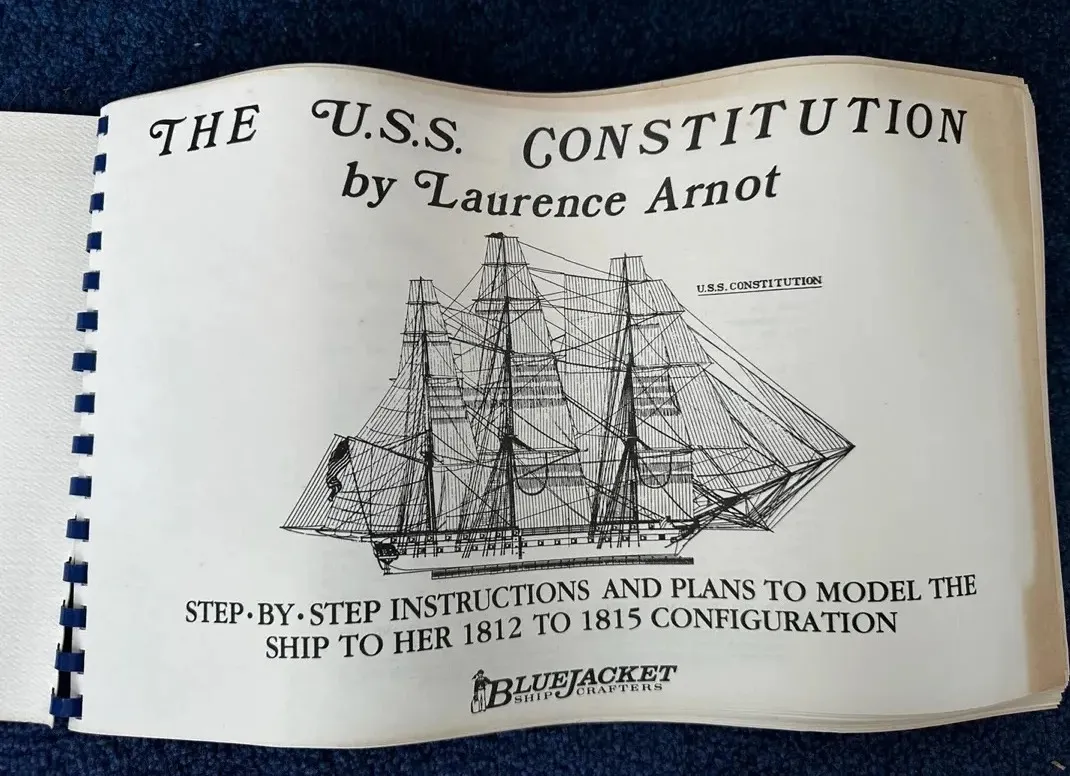 THE U.S.S. CONSTITUTION
by Laurence Arnot
U.S.S. CONSTITUTION
STEP·BY·STEP INSTRUCTIONS AND PLANS TO MODEL THE
SHIP TO HER 1812 TO 1815 CONFIGURATION
BLUEJACKET
SHIP CRAFTERS